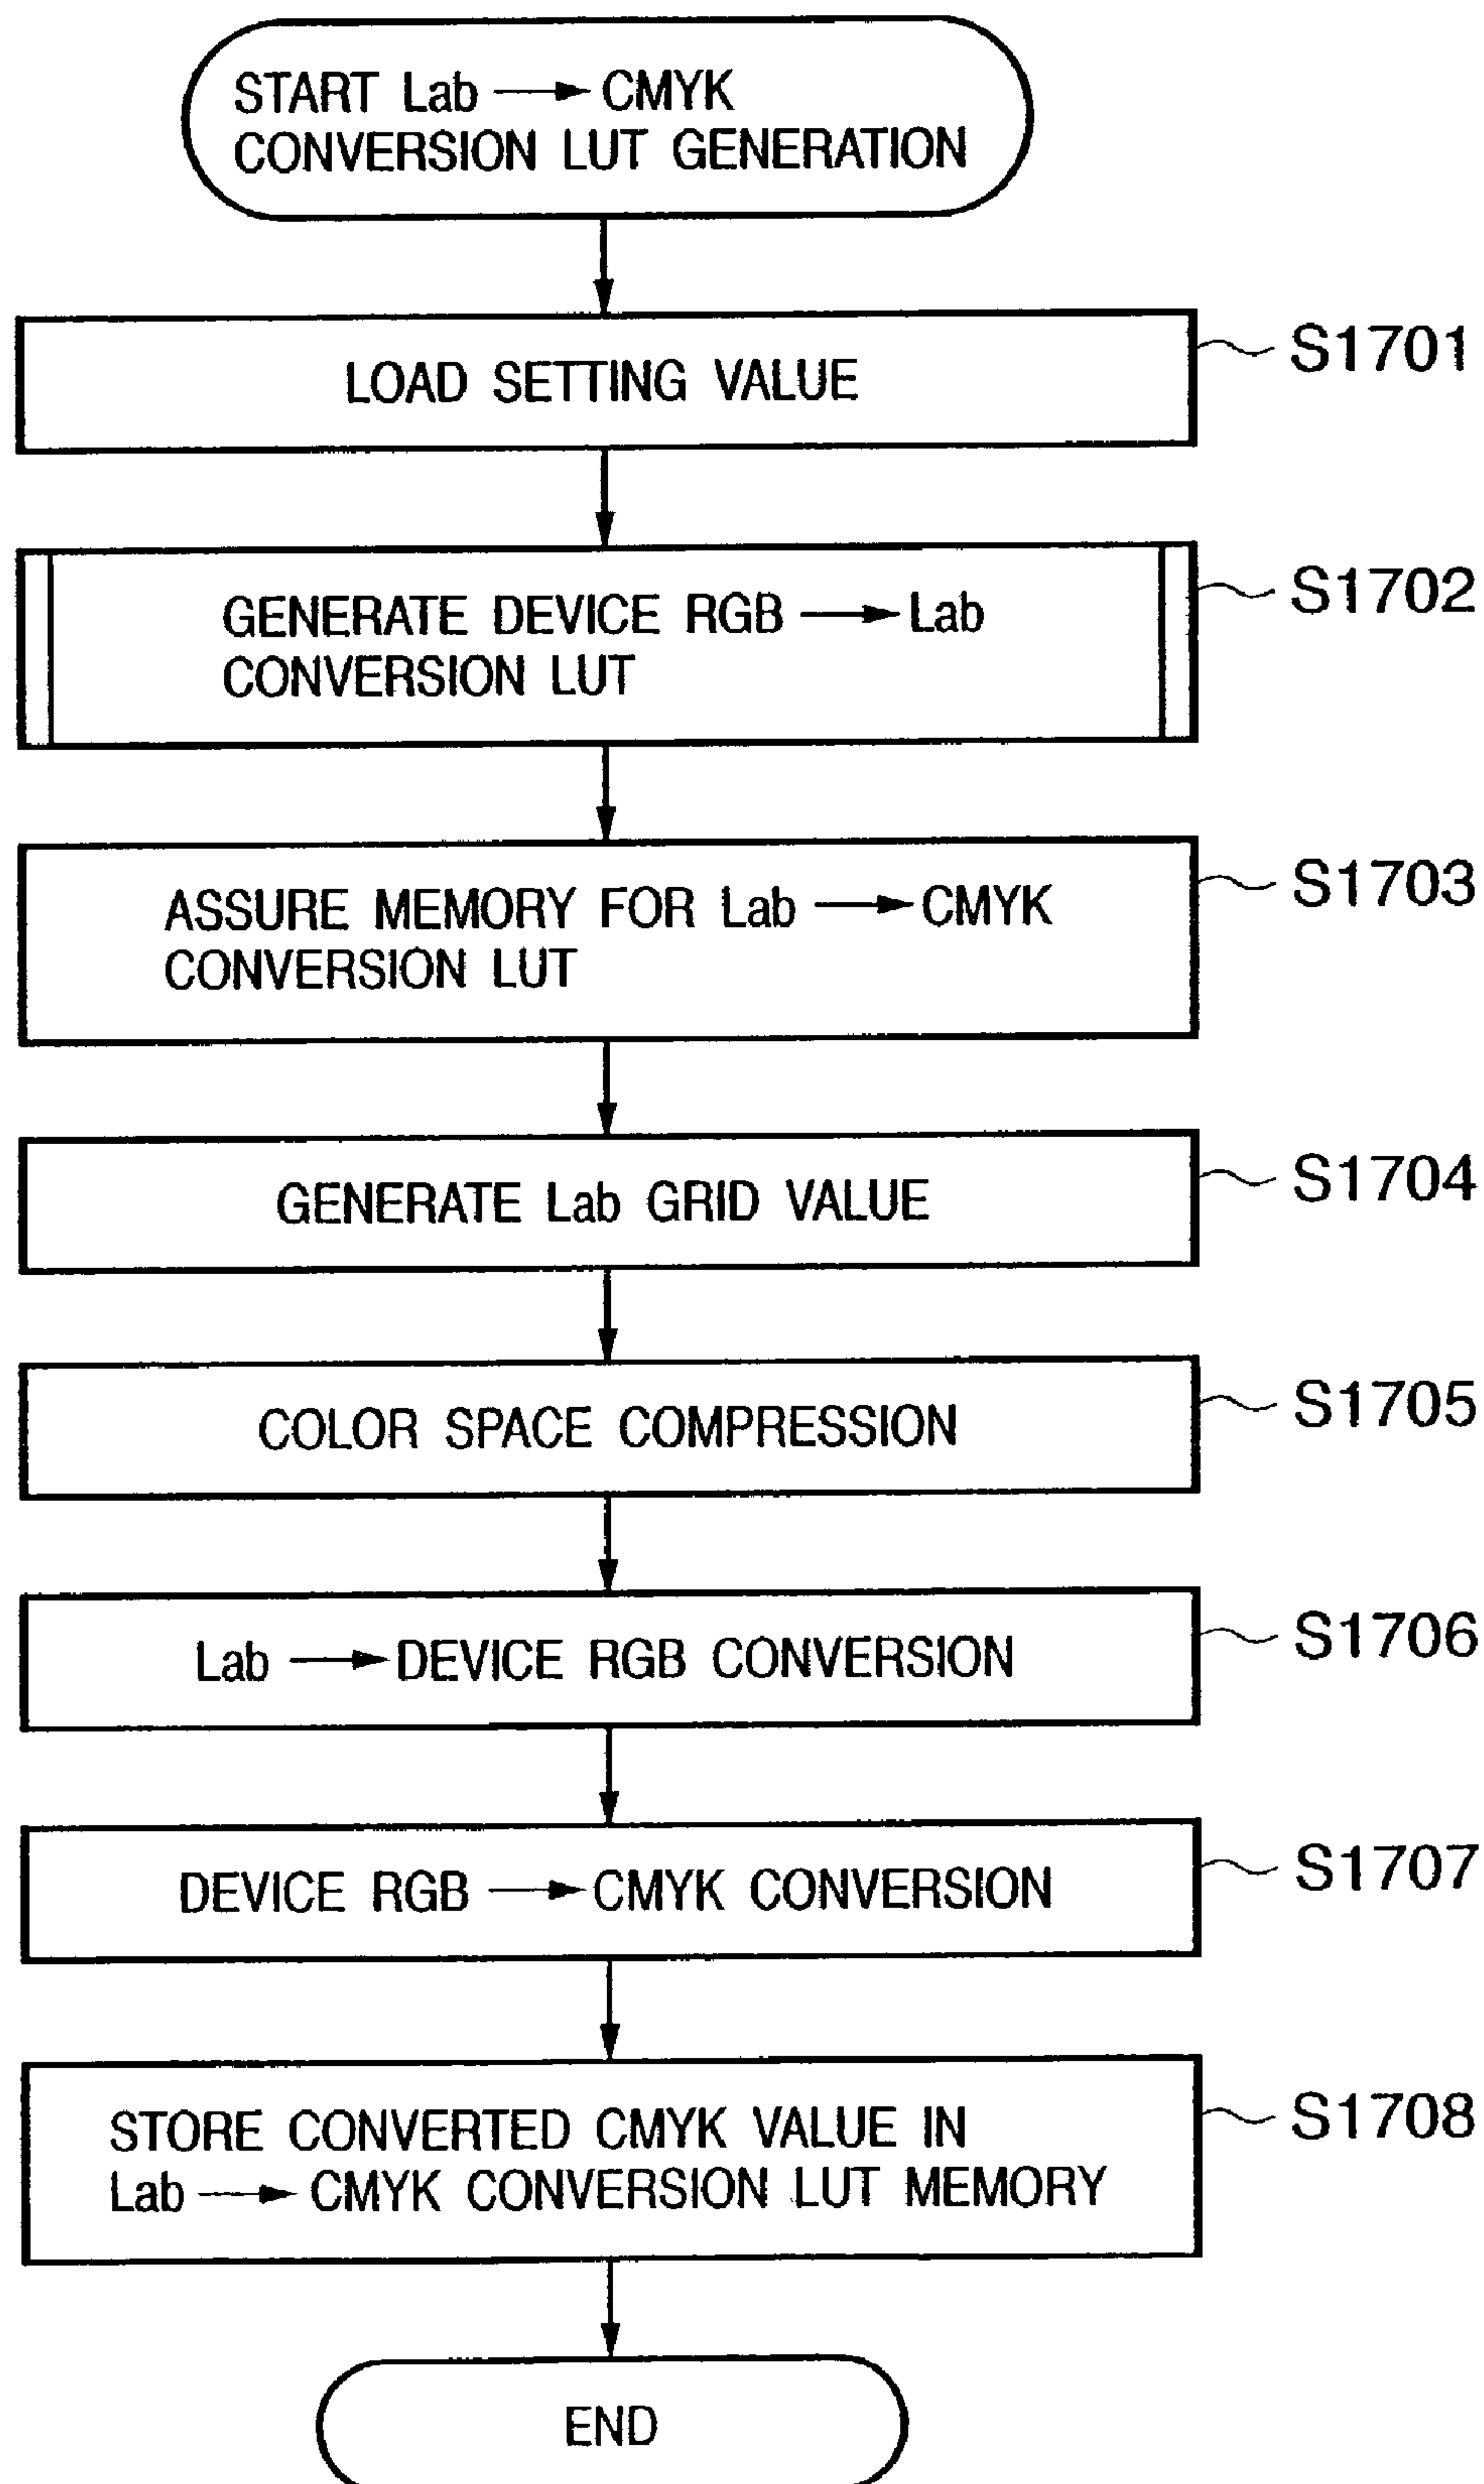 START Lab → CMYK
CONVERSION LUT GENERATION
LOAD SETTING VALUE
S1701
GENERATE DEVICE RGB → Lab
CONVERSION LUT
S1702
ASSURE MEMORY FOR Lab → CMYK
CONVERSION LUT
S1703
GENERATE Lab GRID VALUE
S1704
COLOR SPACE COMPRESSION
S1705
Lab → DEVICE RGB CONVERSION
S1706
DEVICE RGB → CMYK CONVERSION
S1707
STORE CONVERTED CMYK VALUE IN
Lab → CMYK CONVERSION LUT MEMORY
S1708
END